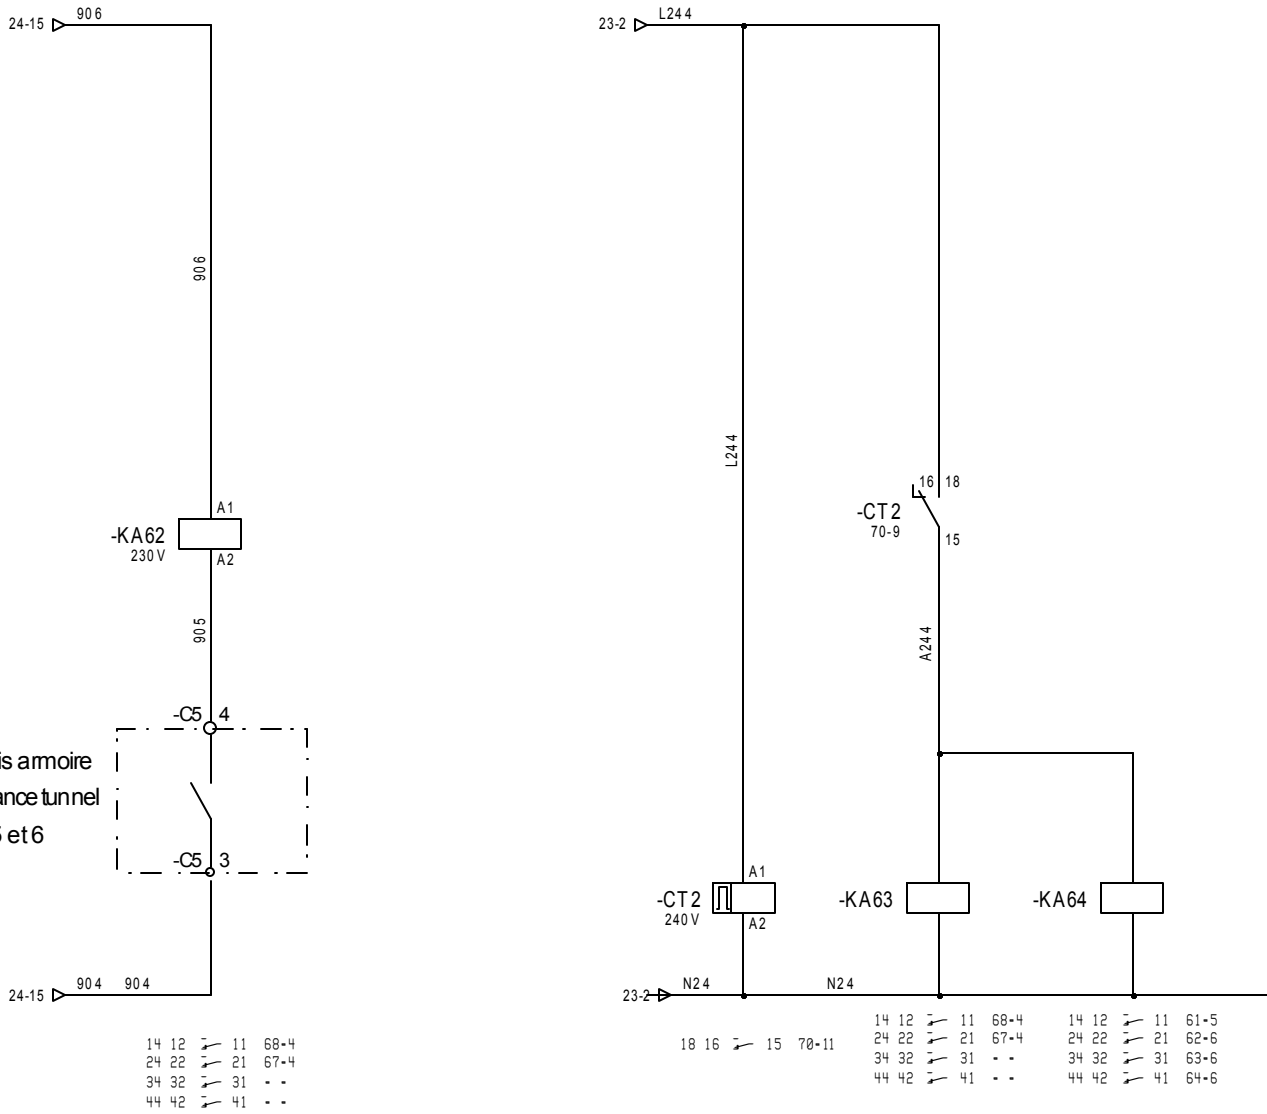 24-15 906
906
-KA62
230V
A1
A2
905
-C5 4
is armoire
ance tunnel
et 6
-C5 3
24-15 904 904
14 12 11 68-4
24 22 21 67-4
34 32 31 - -
44 42 41 - -
23-2 L244
L244
16 18
-CT2
70-9
15
A244
-CT2
240V
A1
A2
-KA63
-KA64
23-2 N24 N24
18 16 15 70-11
14 12 11 68-4
24 22 21 67-4
34 32 31 - -
44 42 41 - -
14 12 11 61-5
24 22 21 62-6
34 32 31 63-6
44 42 41 64-6